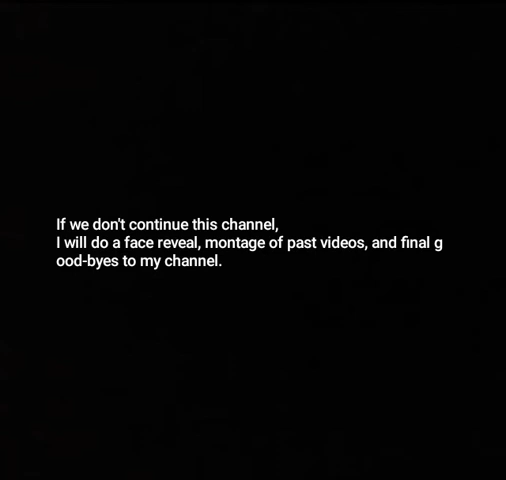 If we don't continue this channel,
I will do a face reveal, montage of past videos, and final g
ood-byes to my channel.